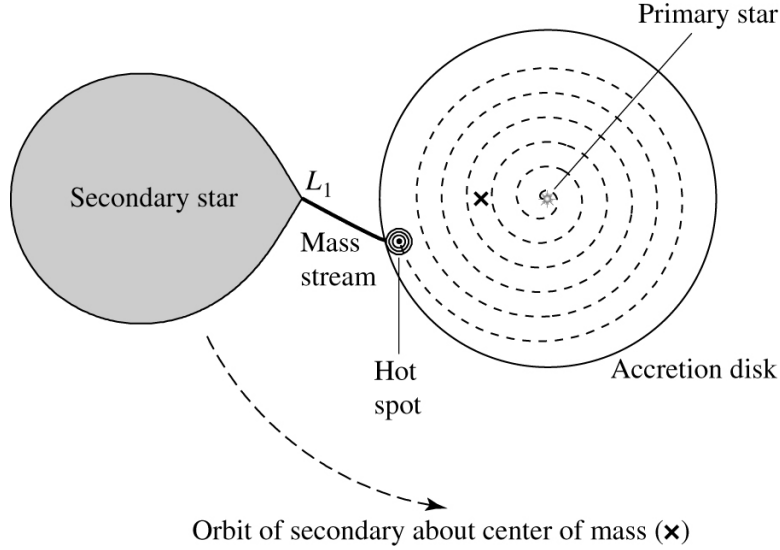 Primary star
Secondary star
L₁
Mass
stream
Hot
spot
Accretion disk
Orbit of secondary about center of mass (×)